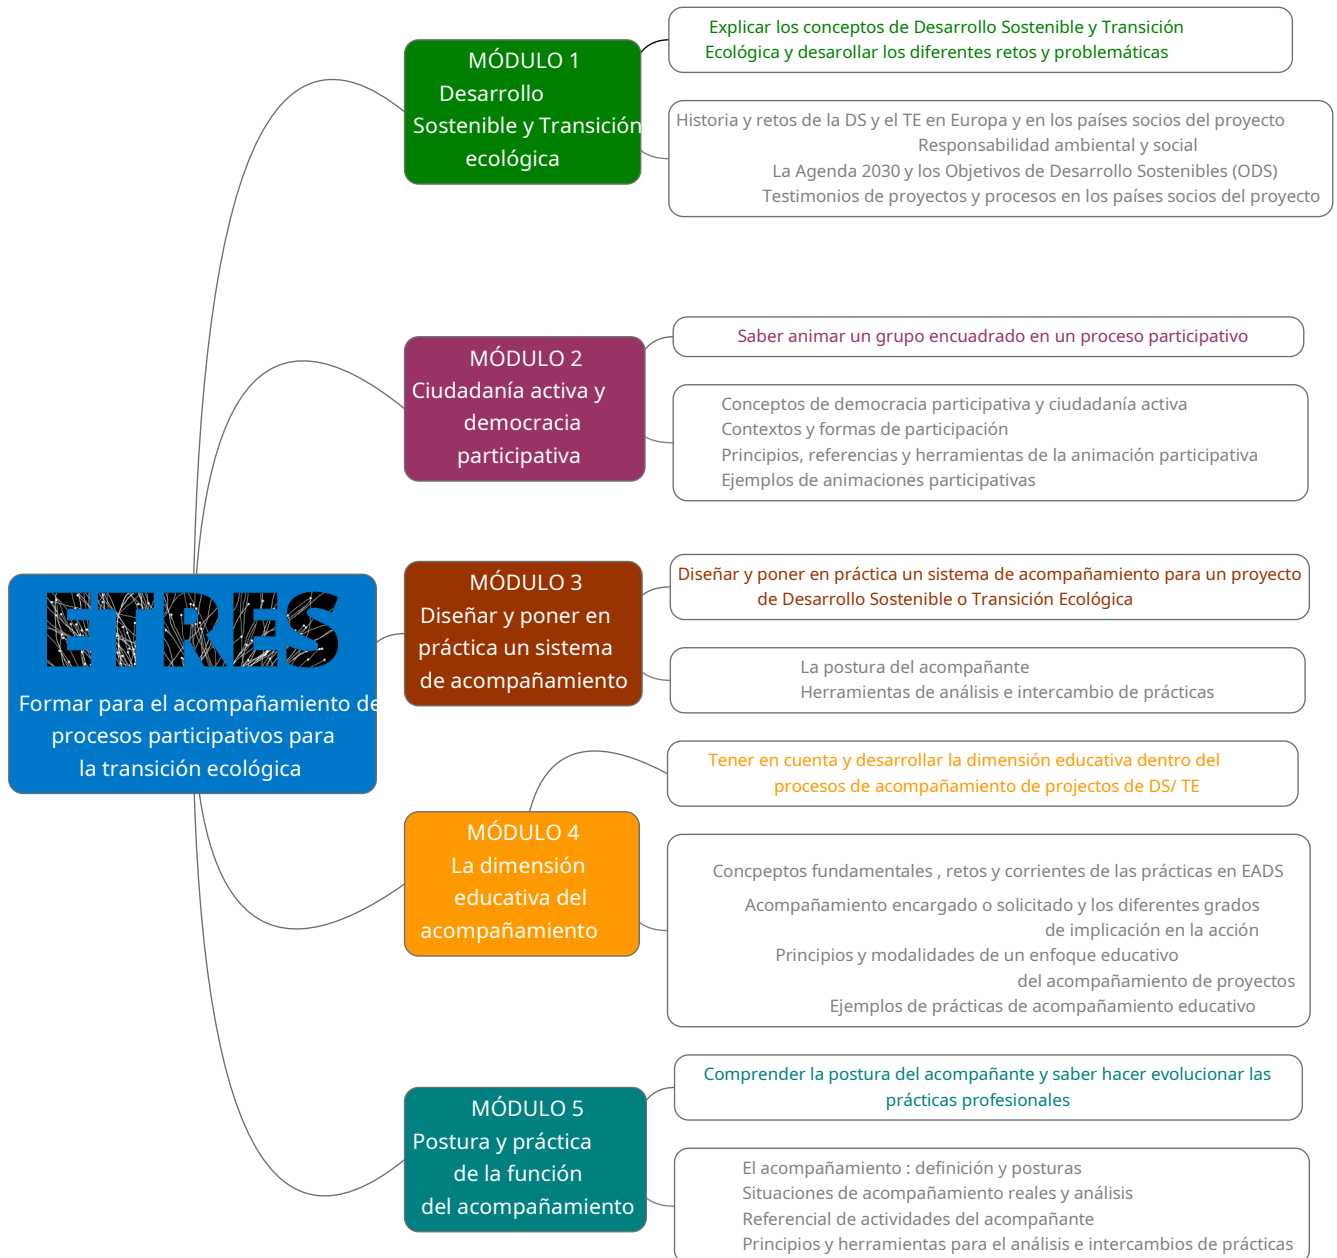 ETRES
Formar para el acompañamiento de
procesos participativos para
la transición ecológica
MÓDULO 1
Desarrollo
Sostenible y Transición
ecológica
Explicar los conceptos de Desarrollo Sostenible y Transición
Ecológica y desarollar los diferentes retos y problemáticas
Historia y retos de la DS y el TE en Europa y en los países socios del proyecto
Responsabilidad ambiental y social
La Agenda 2030 y los Objetivos de Desarrollo Sostenibles (ODS)
Testimonios de proyectos y procesos en los países socios del proyecto
MÓDULO 2
Ciudadanía activa y
democracia
participativa
Saber animar un grupo encuadrado en un proceso participativo
Conceptos de democracia participativa y ciudadanía activa
Contextos y formas de participación
Principios, referencias y herramientas de la animación participativa
Ejemplos de animaciones participativas
MÓDULO 3
Diseñar y poner en
práctica un sistema
de acompañamiento
Diseñar y poner en práctica un sistema de acompañamiento para un proyecto
de Desarrollo Sostenible o Transición Ecológica
La postura del acompañante
Herramientas de análisis e intercambio de prácticas
MÓDULO 4
La dimensión
educativa del
acompañamiento
Tener en cuenta y desarrollar la dimensión educativa dentro del
procesos de acompañamiento de projectos de DS/ TE
Concpeptos fundamentales , retos y corrientes de las prácticas en EADS
Acompañamiento encargado o solicitado y los diferentes grados
de implicación en la acción
Principios y modalidades de un enfoque educativo
del acompañamiento de proyectos
Ejemplos de prácticas de acompañamiento educativo
MÓDULO 5
Postura y práctica
de la función
del acompañamiento
Comprender la postura del acompañante y saber hacer evolucionar las
prácticas profesionales
El acompañamiento : definición y posturas
Situaciones de acompañamiento reales y análisis
Referencial de actividades del acompañante
Principios y herramientas para el análisis e intercambios de prácticas